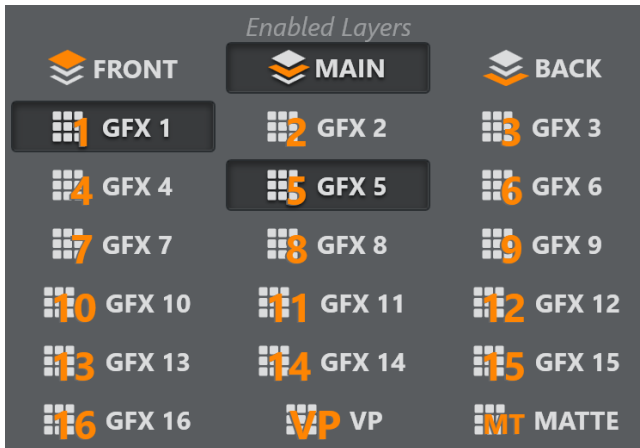 Enabled Layers
FRONT MAIN BACK
1 GFX 1 2 GFX 2 3 GFX 3
4 GFX 4 5 GFX 5 6 GFX 6
7 GFX 7 8 GFX 8 9 GFX 9
10 GFX 10 11 GFX 11 12 GFX 12
13 GFX 13 14 GFX 14 15 GFX 15
16 GFX 16 VP VP MT MATTE